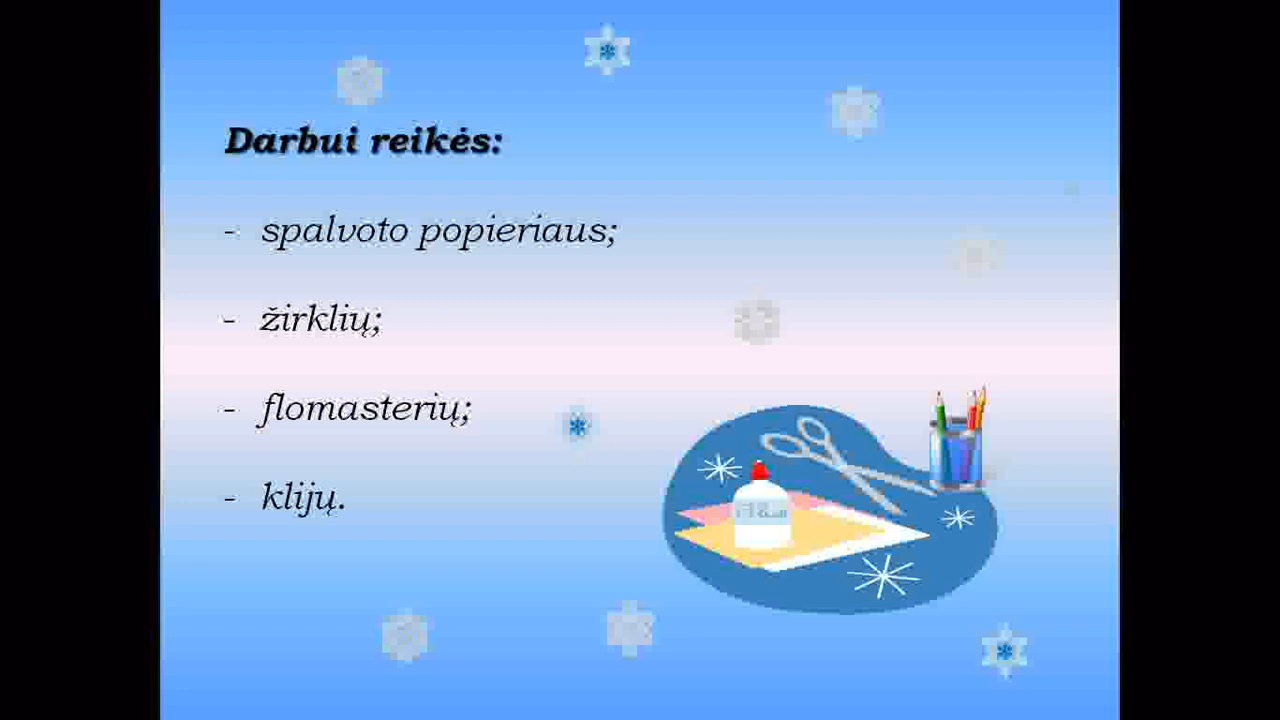 Darbui reikės:
- spalvoto popieriaus;
- žirklių;
- flomasterių;
- klijų.